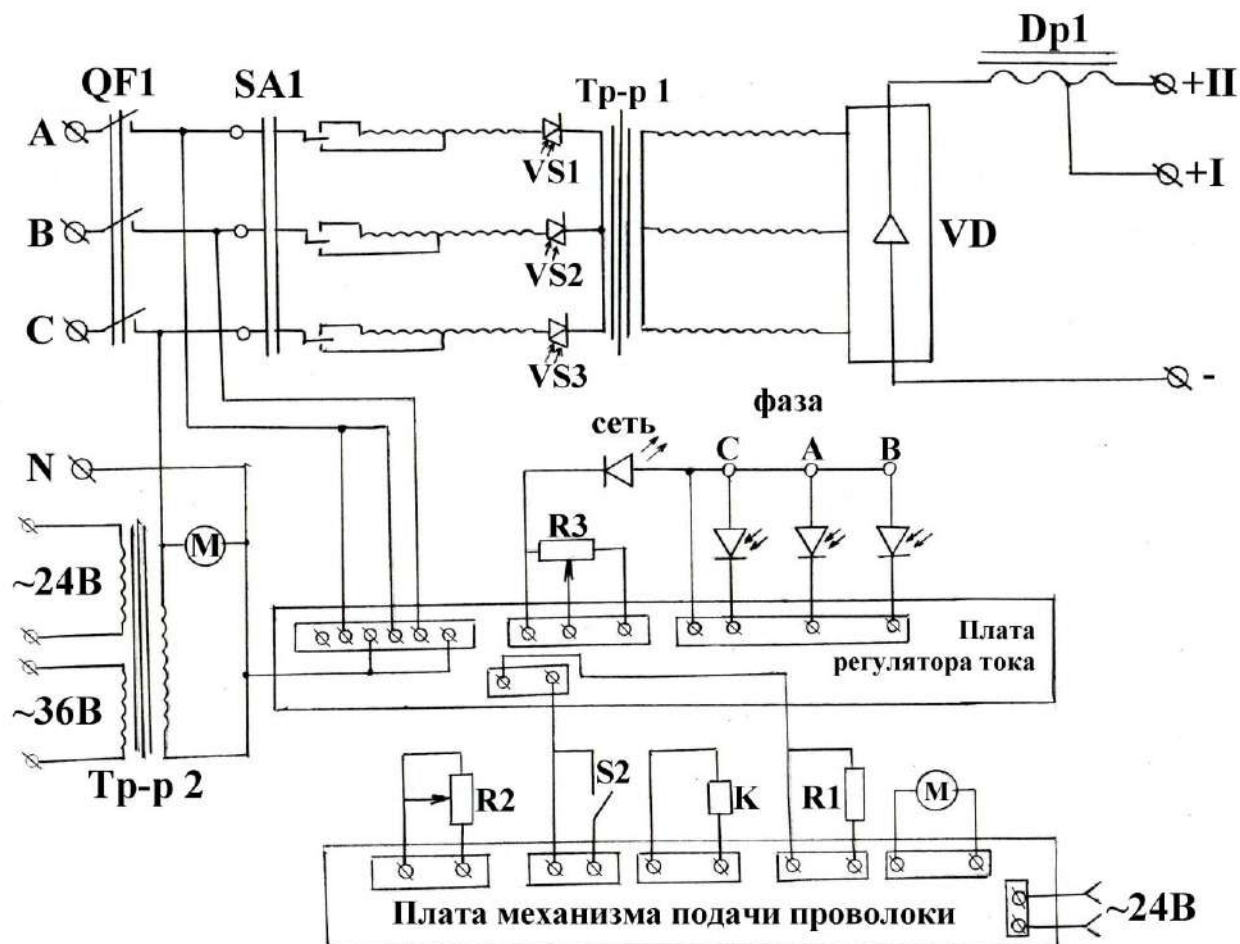 Dp1
QF1 SA1 Тр-р 1
+II
A
VS1
+I
B
VS2
VD
C
VS3
-
фаза
сеть
N
C A B
R3
M
~24В
Плата
регулятора тока
~36В
Тр-р 2
S2
R2
K
R1
M
Плата механизма подачи проволоки
~24В